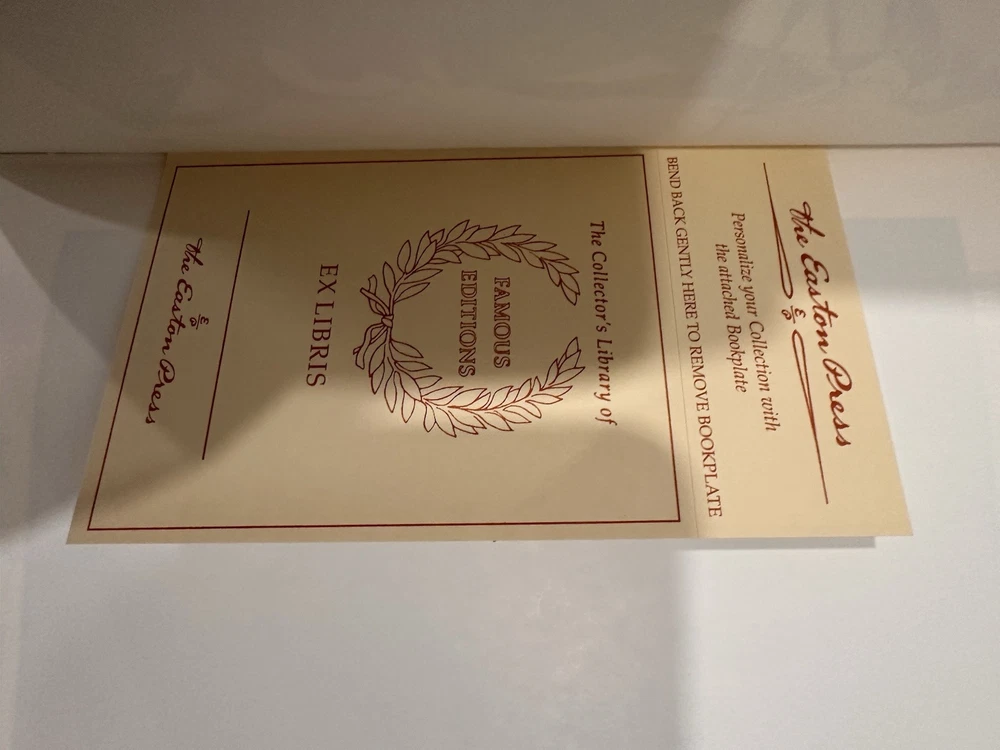 The Easton Press
E
P
Personalize your Collection with
the attached Bookplate
BEND BACK GENTLY HERE TO REMOVE BOOKPLATE
The Collector's Library of
FAMOUS
EDITIONS
EX LIBRIS
The Easton Press
E
P